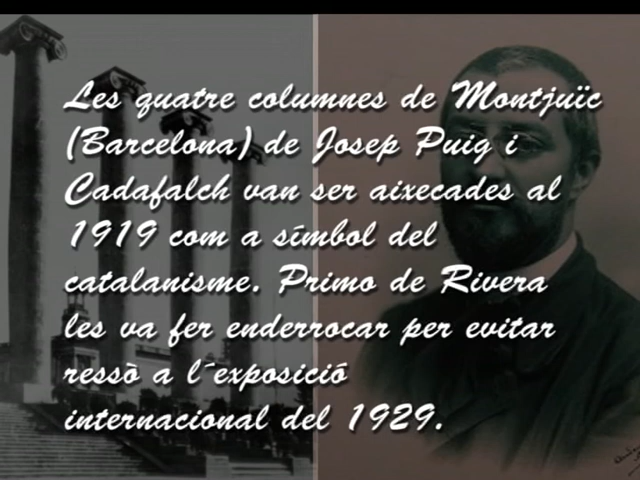 Les quatre columnes de Montjuïc
(Barcelona) de Josep Puig i
Cadafalch van ser aixecades al
1919 com a símbol del
catalanisme. Primo de Rivera
les va fer enderrocar per evitar
ressò a l´exposició
internacional del 1929.